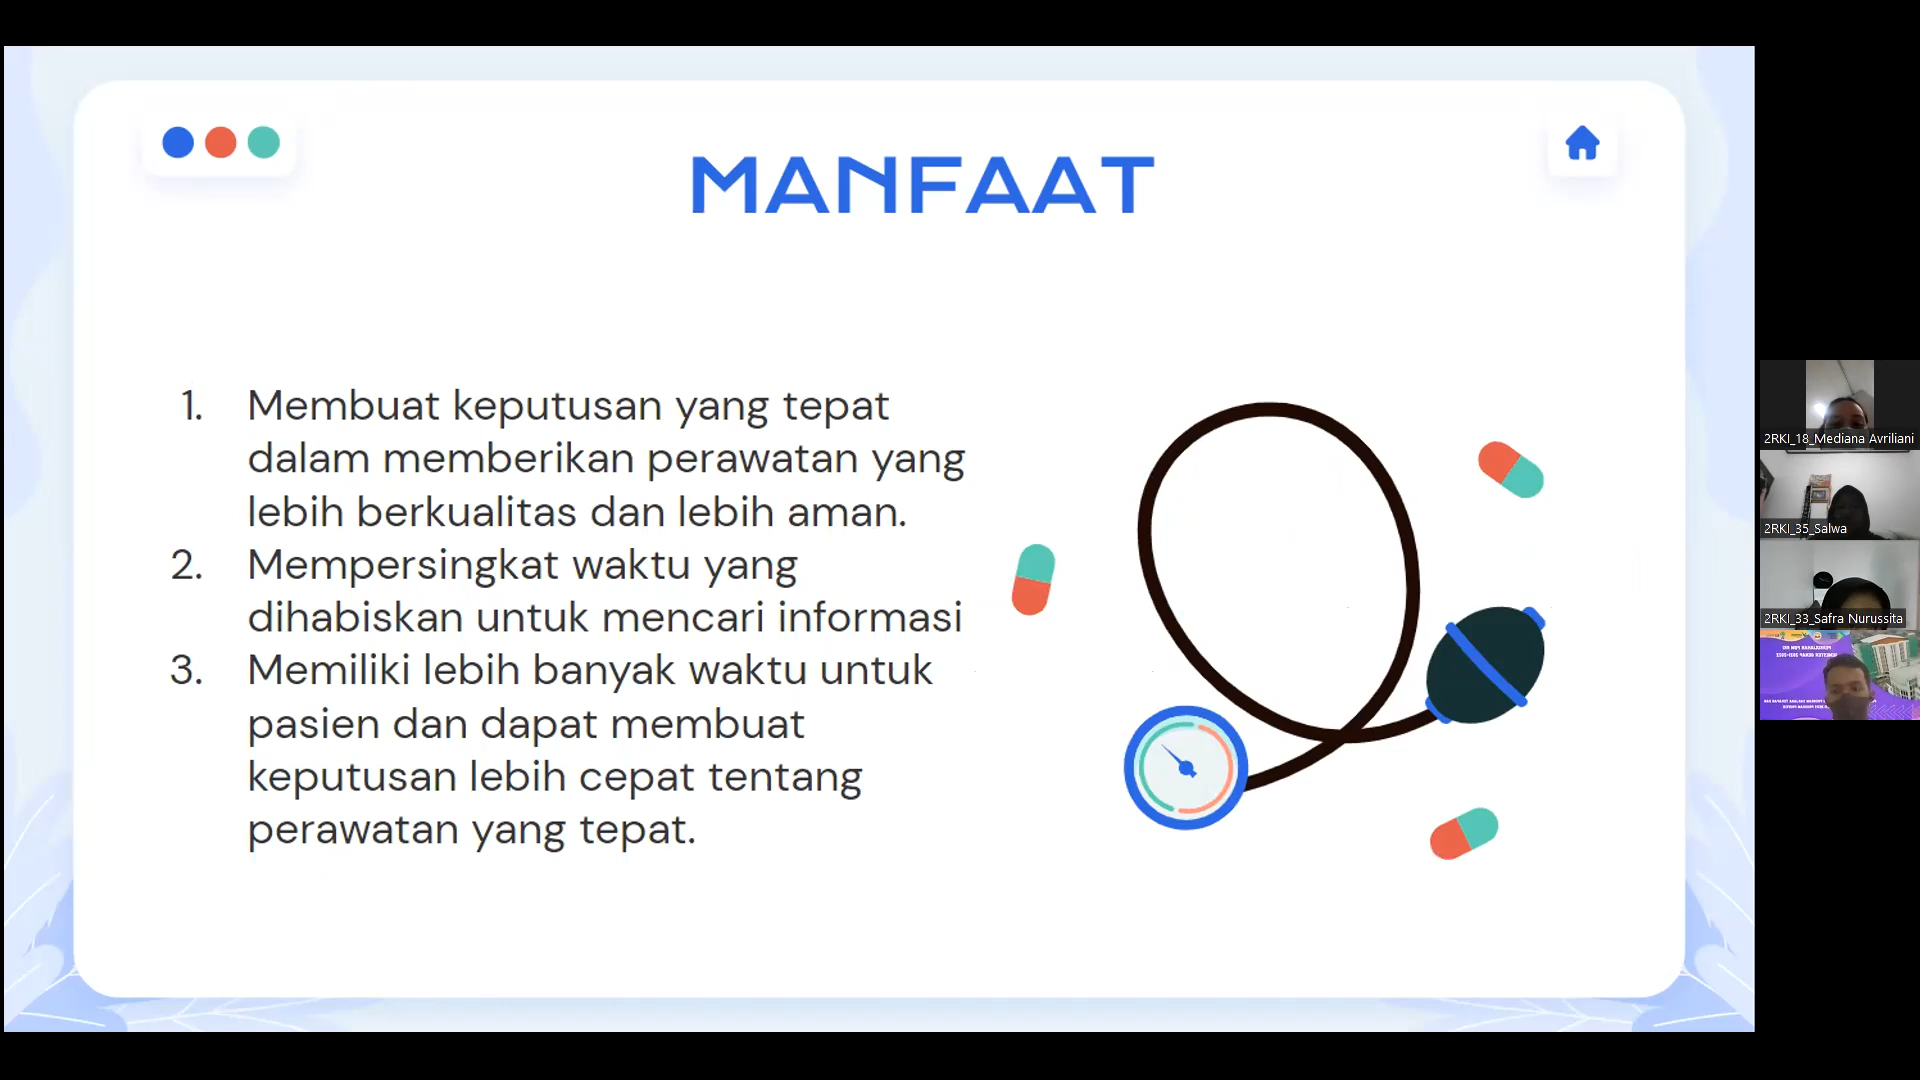 MANFAAT
1. Membuat keputusan yang tepat
dalam memberikan perawatan yang
lebih berkualitas dan lebih aman.
2. Mempersingkat waktu yang
dihabiskan untuk mencari informasi
3. Memiliki lebih banyak waktu untuk
pasien dan dapat membuat
keputusan lebih cepat tentang
perawatan yang tepat.
2RKI_18_Mediana Avriliani
2RKI_35_Salwa
2RKI_33_Safra Nurussita